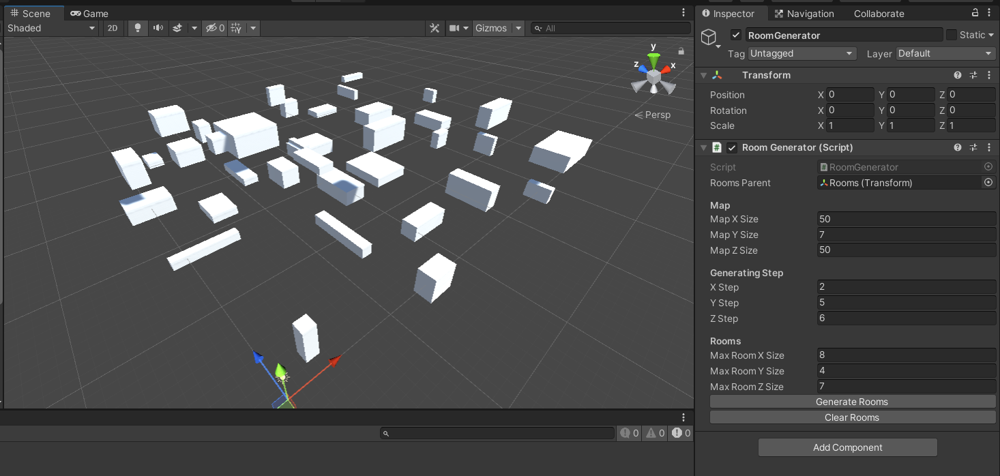 Scene Game
Shaded 2D 0 Gizmos All
y
z x
Persp
0 0 0
Inspector Navigation Collaborate
RoomGenerator Static
Tag Untagged Layer Default
Transform
Position X 0 Y 0 Z 0
Rotation X 0 Y 0 Z 0
Scale X 1 Y 1 Z 1
# Room Generator (Script)
Script # RoomGenerator
Rooms Parent Rooms (Transform)
Map
Map X Size 50
Map Y Size 7
Map Z Size 50
Generating Step
X Step 2
Y Step 5
Z Step 6
Rooms
Max Room X Size 8
Max Room Y Size 4
Max Room Z Size 7
Generate Rooms
Clear Rooms
Add Component